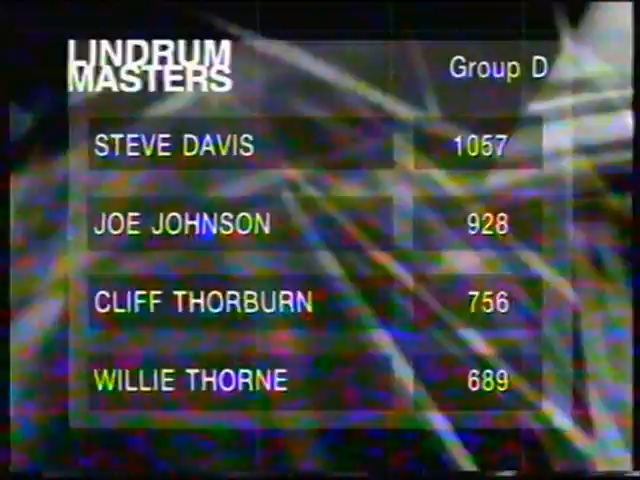 LINDRUM
MASTERS
Group D
STEVE DAVIS 1057
JOE JOHNSON 928
CLIFF THORBURN 756
WILLIE THORNE 689